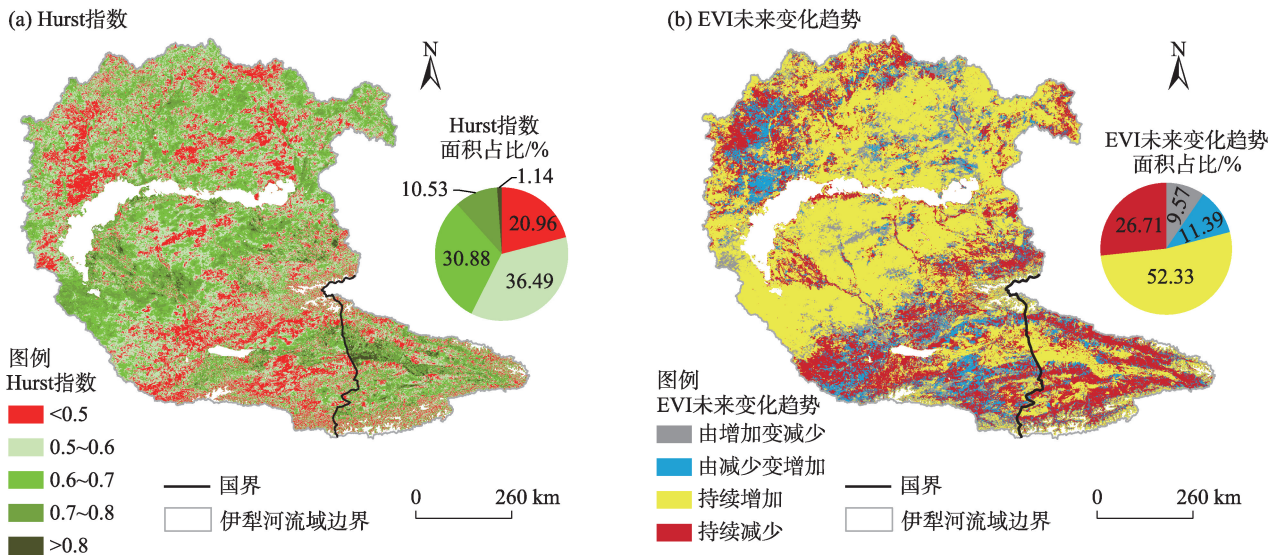 (a) Hurst指数
N
Hurst指数
面积占比/%
1.14
10.53
20.96
30.88
36.49
图例
Hurst指数
<0.5
0.5~0.6
0.6~0.7
0.7~0.8
>0.8
国界
伊犁河流域边界
0 260 km
(b) EVI未来变化趋势
N
EVI未来变化趋势
面积占比/%
9.57
26.71
11.39
52.33
图例
EVI未来变化趋势
由增加变减少
由减少变增加
持续增加
持续减少
国界
伊犁河流域边界
0 260 km